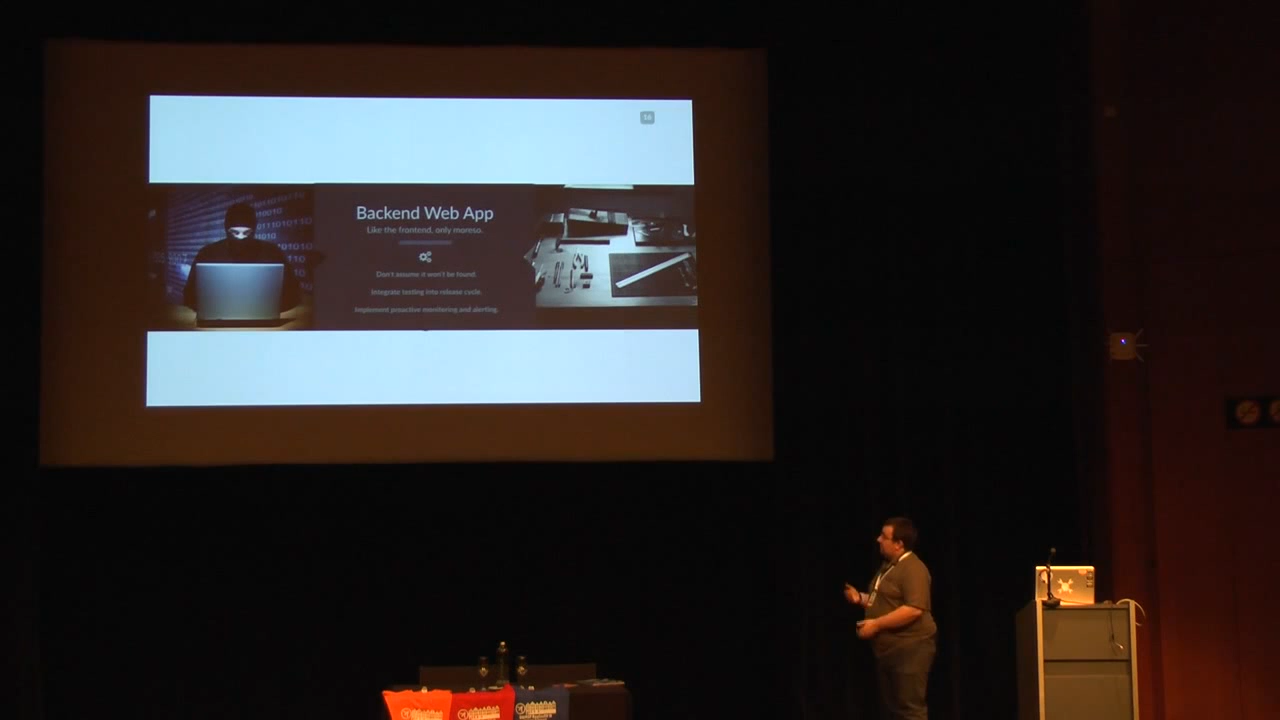 16
Backend Web App
Like the frontend, only moreso.
Don't assume it won't be found.
Integrate testing into release cycle.
Implement proactive monitoring and alerting.